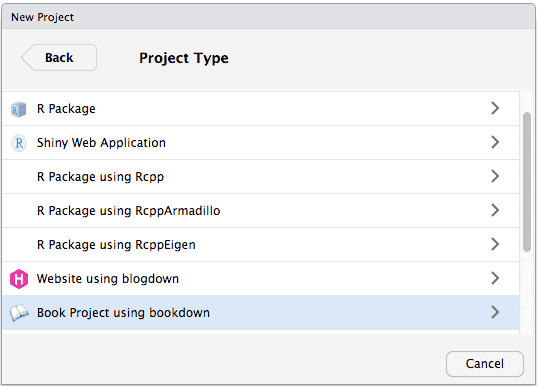 New Project
Back
Project Type
R Package
R Shiny Web Application
R Package using Rcpp
R Package using RcppArmadillo
R Package using RcppEigen
H Website using blogdown
Book Project using bookdown
Cancel